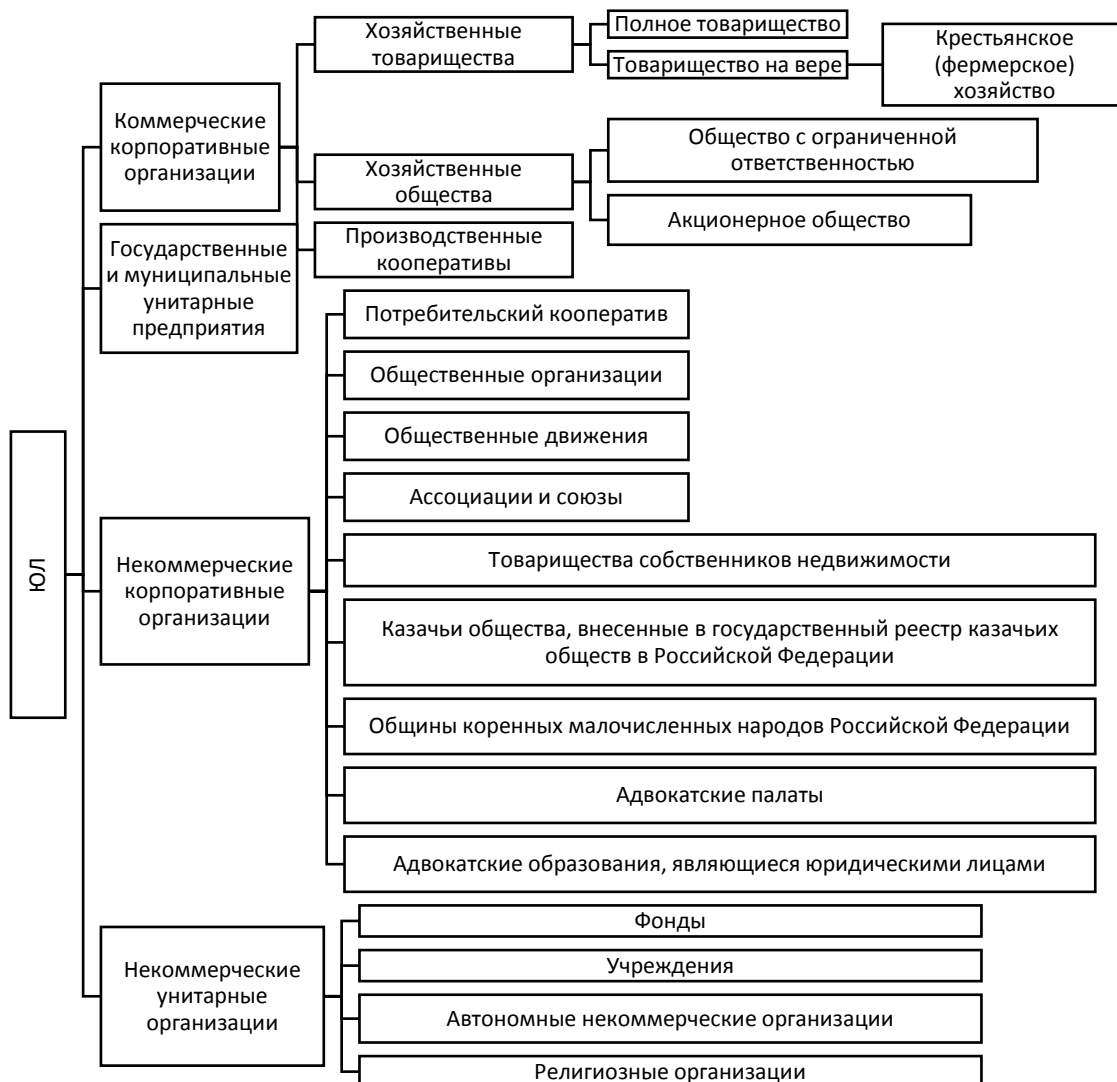 ЮЛ
Коммерческие
корпоративные
организации
Хозяйственные
товарищества
Полное товарищество
Товарищество на вере
Крестьянское
(фермерское)
хозяйство
Хозяйственные
общества
Общество с ограниченной
ответственностью
Акционерное общество
Производственные
кооперативы
Государственные
и муниципальные
унитарные
предприятия
Некоммерческие
корпоративные
организации
Потребительский кооператив
Общественные организации
Общественные движения
Ассоциации и союзы
Товарищества собственников недвижимости
Казачьи общества, внесенные в государственный реестр казачьих
обществ в Российской Федерации
Общины коренных малочисленных народов Российской Федерации
Адвокатские палаты
Адвокатские образования, являющиеся юридическими лицами
Некоммерческие
унитарные
организации
Фонды
Учреждения
Автономные некоммерческие организации
Религиозные организации